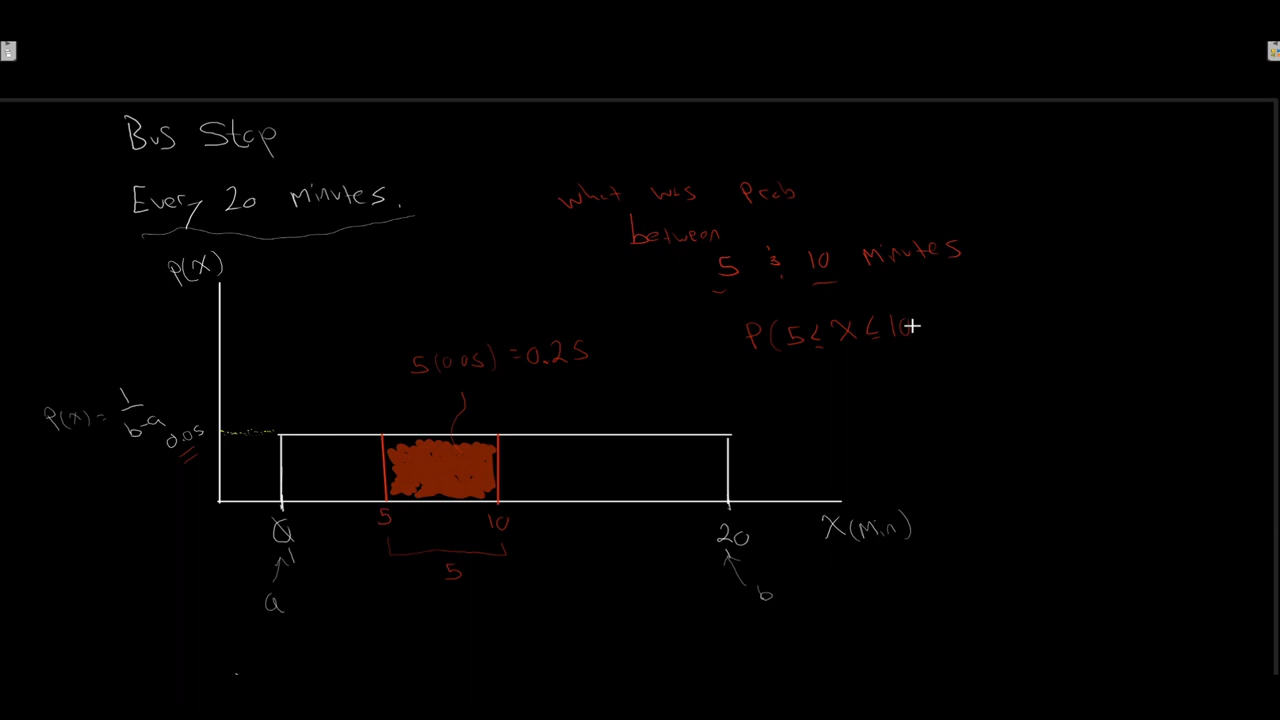 Bus Stop
Every 20 minutes.
what was Prob
between
5 & 10 minutes
P(X)
P(5 ≤ X ≤ 10
5(0.05) = 0.25
P(X) = 1/b-a
0.05
5
10
20
X(Min)
5
a
b